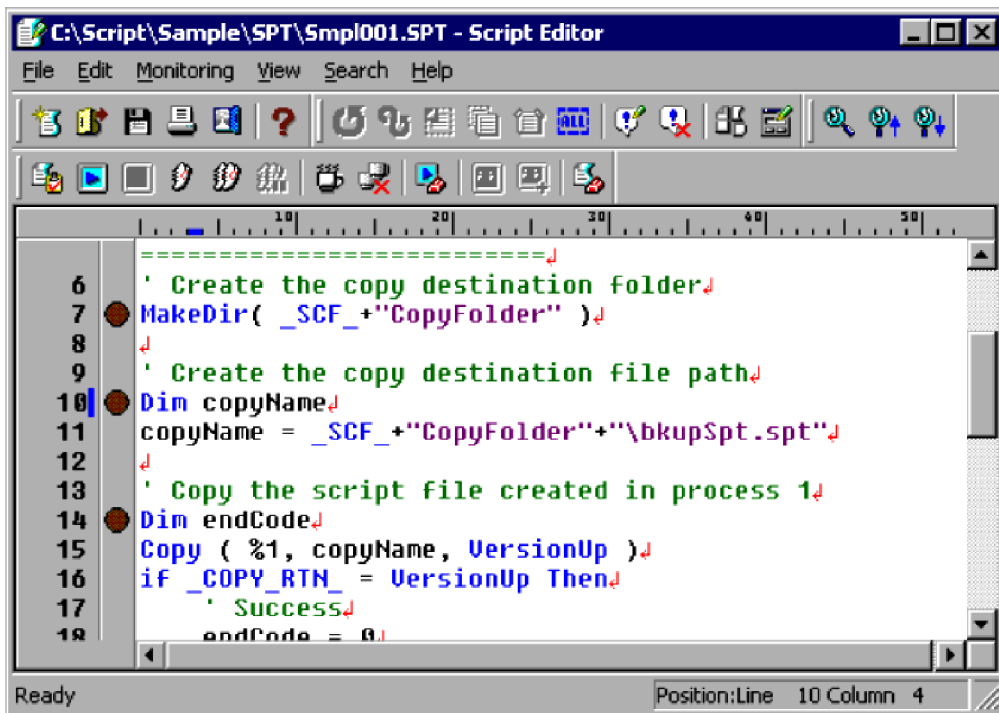 C:\Script\Sample\SPT\Smpl001.SPT - Script Editor
File Edit Monitoring View Search Help
ALL
10 20 30 40 50
==========================
6 ' Create the copy destination folder
7 MakeDir( _SCF_+"CopyFolder" )
8
9 ' Create the copy destination file path
10 Dim copyName
11 copyName = _SCF_+"CopyFolder"+"\bkupSpt.spt"
12
13 ' Copy the script file created in process 1
14 Dim endCode
15 Copy ( %1, copyName, VersionUp )
16 if _COPY_RTN_ = VersionUp Then
17 ' Success
18 endCode = 0
Ready Position:Line 10 Column 4